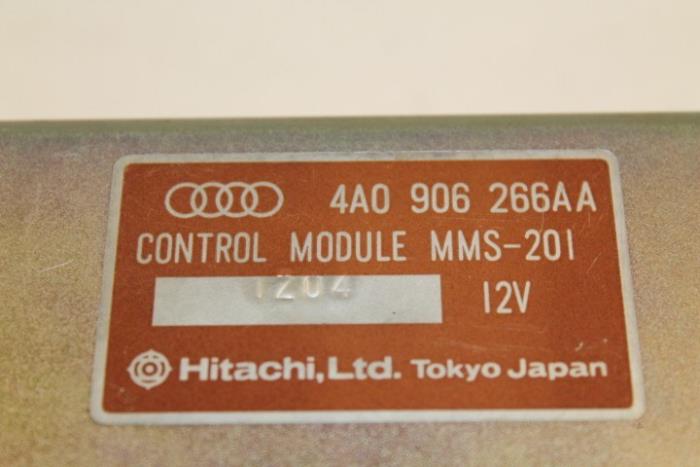 4A0 906 266AA
CONTROL MODULE MMS-201
1204
12V
Hitachi, Ltd. Tokyo Japan